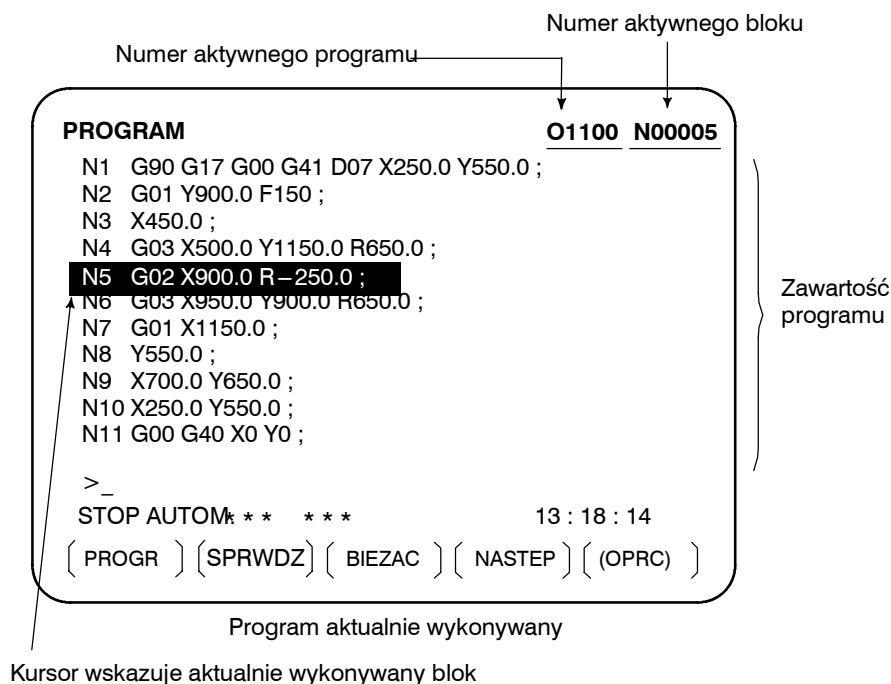 Numer aktywnego bloku
Numer aktywnego programu
PROGRAM O1100 N00005
N1 G90 G17 G00 G41 D07 X250.0 Y550.0 ;
N2 G01 Y900.0 F150 ;
N3 X450.0 ;
N4 G03 X500.0 Y1150.0 R650.0 ;
N5 G02 X900.0 R–250.0 ;
N6 G03 X950.0 Y900.0 R650.0 ;
N7 G01 X1150.0 ;
N8 Y550.0 ;
N9 X700.0 Y650.0 ;
N10 X250.0 Y550.0 ;
N11 G00 G40 X0 Y0 ;
Zawartość
programu
>_
STOP AUTOM. * * * * * * 13 : 18 : 14
[ PROGR ] [SPRWDZ] [ BIEZAC ] [ NASTEP ] [ (OPRC) ]
Program aktualnie wykonywany
Kursor wskazuje aktualnie wykonywany blok